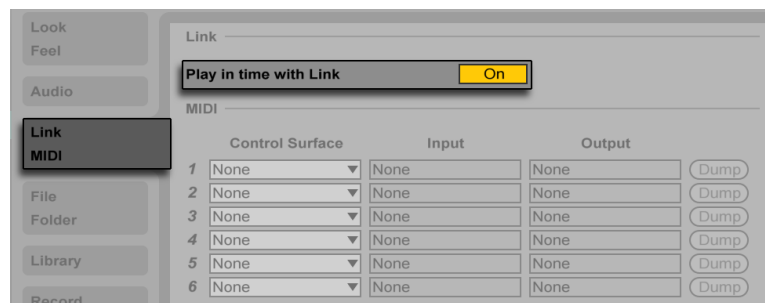 Look
Feel
Audio
Link
MIDI
File
Folder
Library
Record
Link
Play in time with Link On
MIDI
Control Surface Input Output
1 None None None Dump
2 None None None Dump
3 None None None Dump
4 None None None Dump
5 None None None Dump
6 None None None Dump